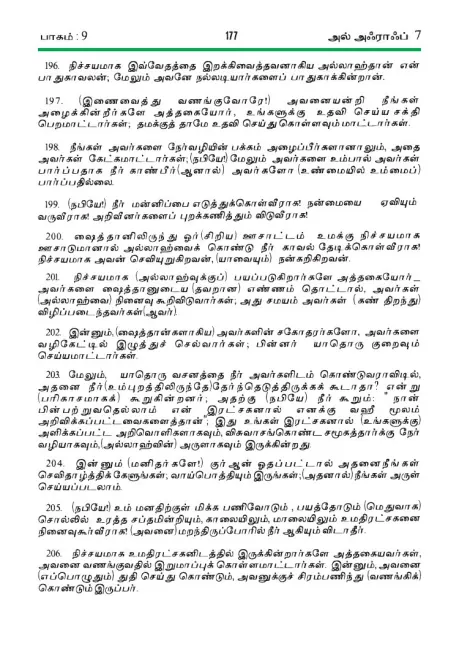 பாகம் : 9 177 அல் அஃராஃப் 7
196. நிச்சயமாக இவ்வேதத்தை இறக்கிவைத்தவனாகிய அல்லாஹ்தான் என்
பாதுகாவலன்; மேலும் அவனே நல்லடியார்களைப் பாதுகாக்கின்றான்.
197. (இணைவைத்து வணங்குவோரே!) அவனையன்றி நீங்கள்
அழைக்கின்றீர்களே அத்தகையோர், உங்களுக்கு உதவி செய்ய சக்தி
பெறமாட்டார்கள்; தமக்குத் தாமே உதவி செய்து கொள்ளவும்மாட்டார்கள்.
198. நீங்கள் அவர்களை நேர்வழியின் பக்கம் அழைப்பீர்களானாலும், அதை
அவர்கள் கேட்கமாட்டார்கள்;(நபியே!) மேலும் அவர்களை உம்பால் அவர்கள்
பார்ப்பதாக நீர் காண்பீர்(ஆனால்) அவர்களோ (உண்மையில் உம்மைப்)
பார்ப்பதில்லை.
199. (நபியே!) நீர் மன்னிப்பை எடுத்துக்கொள்வீராக! நன்மையை ஏவியும்
வருவீராக! அறிவீனர்களைப் புறக்கணித்தும் விடுவீராக!
200. ஷைத்தானிலிருந்து ஓர்(சிறிய) ஊசாட்டம் உமக்கு நிச்சயமாக
ஊசாடுமானால் அல்லாஹ்வைக் கொண்டு நீர் காவல் தேடிக்கொள்வீராக!
நிச்சயமாக அவன் செவியுறுகிறவன், (யாவையும்) நன்கறிகிறவன்.
201. நிச்சயமாக (அல்லாஹ்வுக்குப்) பயப்படுகிறார்களே அத்தகையோர் _
அவர்களை ஷைத்தானுடைய (தவறான) எண்ணம் தொட்டால், அவர்கள்
(அல்லாஹ்வை) நினைவு கூறிவிடுவார்கள்; அது சமயம் அவர்கள் (கண் திறந்து)
விழிப்படைந்தவர்கள்(ஆவர்).
202. இன்னும்,(ஷைத்தான்களாகிய) அவர்களின் சகோதரர்களோ, அவர்களை
வழிகேட்டில் இழுத்துச் செல்வார்கள்; பின்னர் யாதொரு குறைவும்
செய்யமாட்டார்கள்.
203. மேலும், யாதொரு வசனத்தை நீர் அவர்களிடம் கொண்டுவராவிடில்,
அதனை நீர்(உம்புறத்திலிருந்தே)தேர்ந்தெடுத்திருக்கக் கூடாதா? என்று
(பரிகாசமாகக்) கூறுகின்றனர்; அதற்கு (நபியே) நீர் கூறும்: " நான்
பின்பற்றுவதெல்லாம் என் இரட்சகனால் எனக்கு வஹீ மூலம்
அறிவிக்கப்பட்டவைகளைத்தான்"; இது உங்கள் இரட்சகனால் (உங்களுக்கு)
அளிக்கப்பட்ட அறிவொளிகளாகவும், விசுவாசங்கொண்ட சமூகத்தார்க்கு நேர்
வழியாகவும்,(அல்லாஹ்வின்) அருளாகவும் இருக்கிறது.
204. இன்னும் (மனிதர்களே!) குர்ஆன் ஓதப்பட்டால் அதனைநீங்கள்
செவிதாழ்த்திக் கேளுங்கள்; வாய்பொத்தியும் இருங்கள்;(அதனால்) நீங்கள் அருள்
செய்யப்படலாம்.
205. (நபியே!) உம் மனதிற்குள் மிக்க பணிவோடும் , பயத்தோடும் (மெதுவாக)
சொல்லில் உரத்த சப்தமின்றியும், காலையிலும், மாலையிலும் உமதிரட்சகனை
நினைவுகூர்வீராக! (அவனை)மறந்திருப்போரில் நீர் ஆகியும் விடாதீர்.
206. நிச்சயமாக உமதிரட்சகனிடத்தில் இருக்கின்றார்களே அத்தகையவர்கள்,
அவனை வணங்குவதில் இறுமாப்புக் கொள்ளமாட்டார்கள். இன்னும்,அவனை
(எப்பொழுதும்) துதி செய்து கொண்டும், அவனுக்குச் சிரம்பணிந்து (வணங்கிக்)
கொண்டும் இருப்பர்.